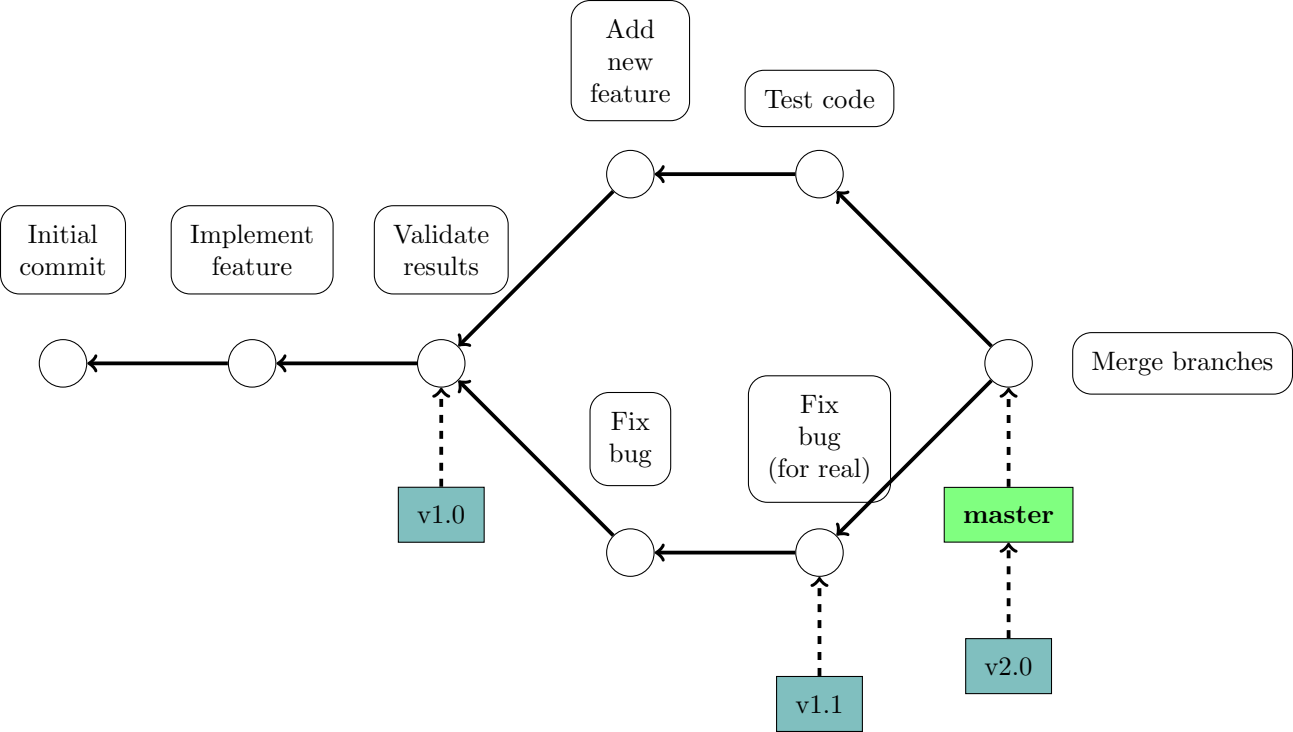 Add
new
feature
Test code
Initial
commit
Implement
feature
Validate
results
Merge branches
Fix
bug
Fix
bug
(for real)
v1.0
master
v2.0
v1.1